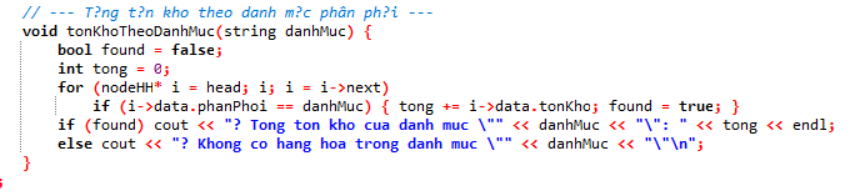 // --- T?ng t?n kho theo danh m?c phân ph?i ---
void tonKhoTheoDanhMuc(string danhMuc) {
bool found = false;
int tong = 0;
for (nodeHH* i = head; i; i = i->next)
if (i->data.phanPhoi == danhMuc) { tong += i->data.tonKho; found = true; }
if (found) cout << "? Tong ton kho cua danh muc \"" << danhMuc << "\": " << tong << endl;
else cout << "? Khong co hang hoa trong danh muc \"" << danhMuc << "\"\n";
}